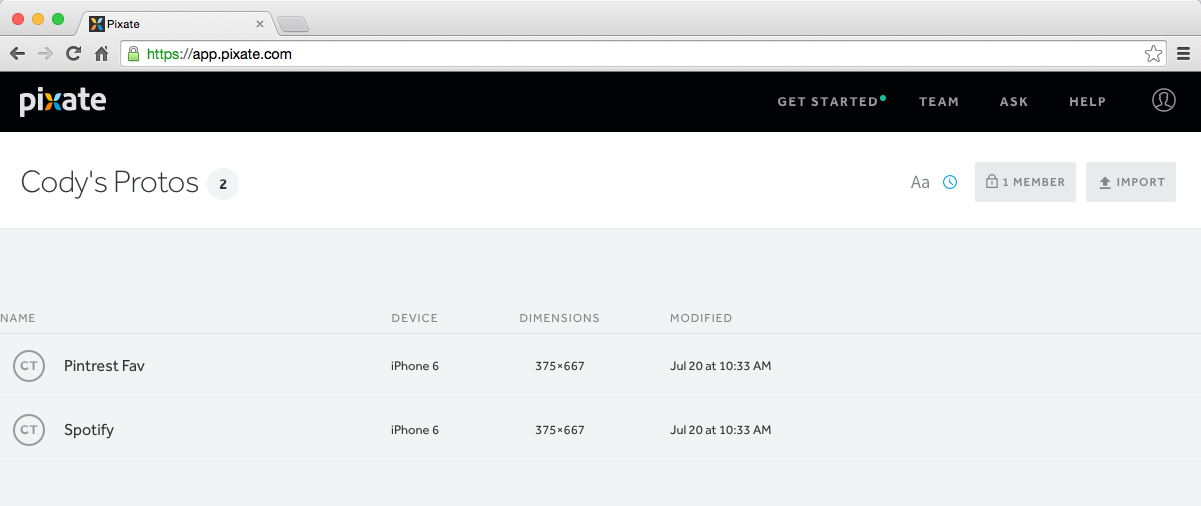 Pixate
https://app.pixate.com
pixate
GET STARTED TEAM ASK HELP
Cody's Protos 2
Aa 1 MEMBER IMPORT
NAME DEVICE DIMENSIONS MODIFIED
CT Pintrest Fav iPhone 6 375×667 Jul 20 at 10:33 AM
CT Spotify iPhone 6 375×667 Jul 20 at 10:33 AM